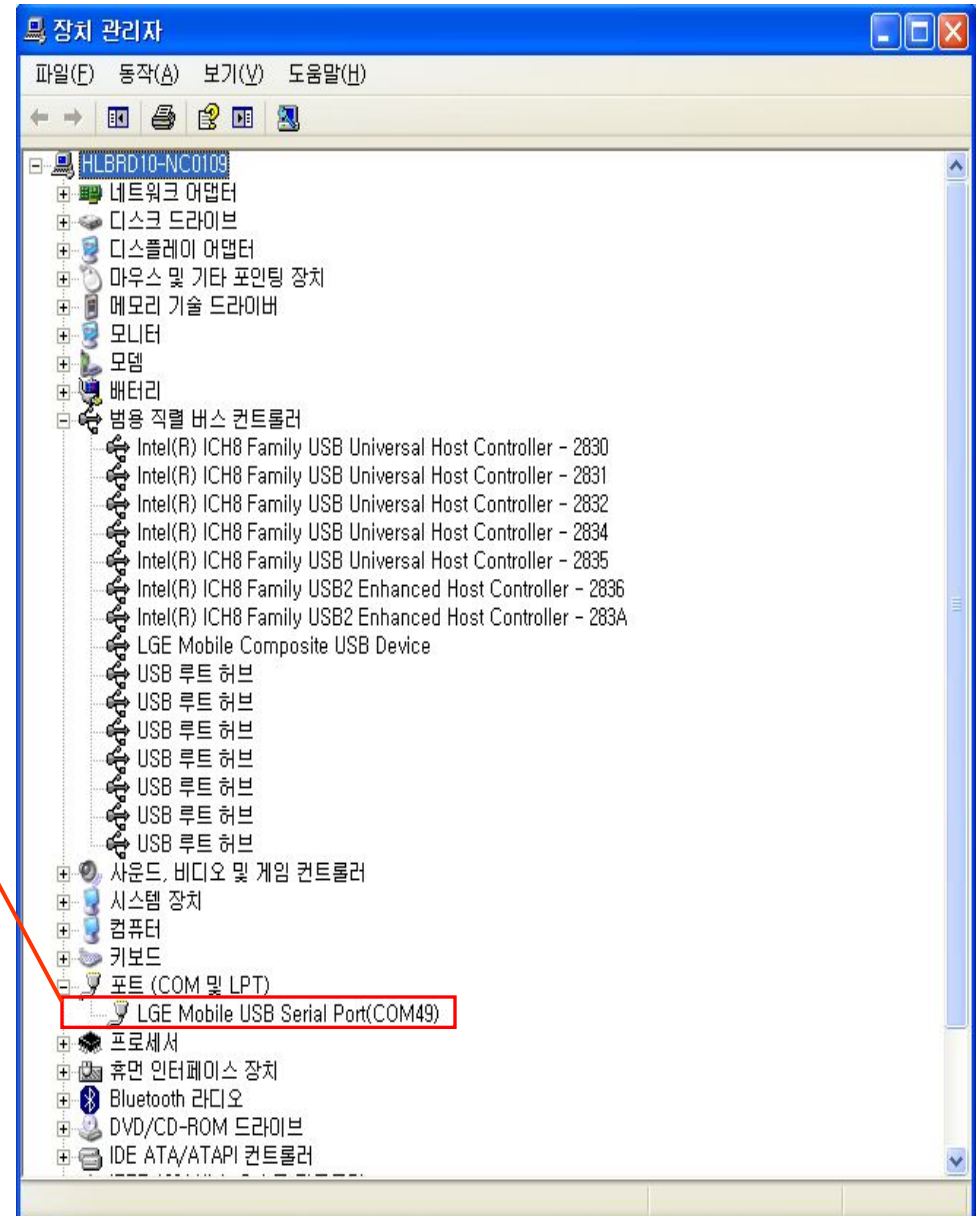 장치 관리자
파일(F) 동작(A) 보기(V) 도움말(H)
HLBRD10-NC0109
네트워크 어댑터
디스크 드라이브
디스플레이 어댑터
마우스 및 기타 포인팅 장치
메모리 기술 드라이버
모니터
모뎀
배터리
범용 직렬 버스 컨트롤러
Intel(R) ICH8 Family USB Universal Host Controller - 2830
Intel(R) ICH8 Family USB Universal Host Controller - 2831
Intel(R) ICH8 Family USB Universal Host Controller - 2832
Intel(R) ICH8 Family USB Universal Host Controller - 2834
Intel(R) ICH8 Family USB Universal Host Controller - 2835
Intel(R) ICH8 Family USB2 Enhanced Host Controller - 2836
Intel(R) ICH8 Family USB2 Enhanced Host Controller - 283A
LGE Mobile Composite USB Device
USB 루트 허브
USB 루트 허브
USB 루트 허브
USB 루트 허브
USB 루트 허브
USB 루트 허브
USB 루트 허브
사운드, 비디오 및 게임 컨트롤러
시스템 장치
컴퓨터
키보드
포트 (COM 및 LPT)
LGE Mobile USB Serial Port(COM49)
프로세서
휴먼 인터페이스 장치
Bluetooth 라디오
DVD/CD-ROM 드라이브
IDE ATA/ATAPI 컨트롤러